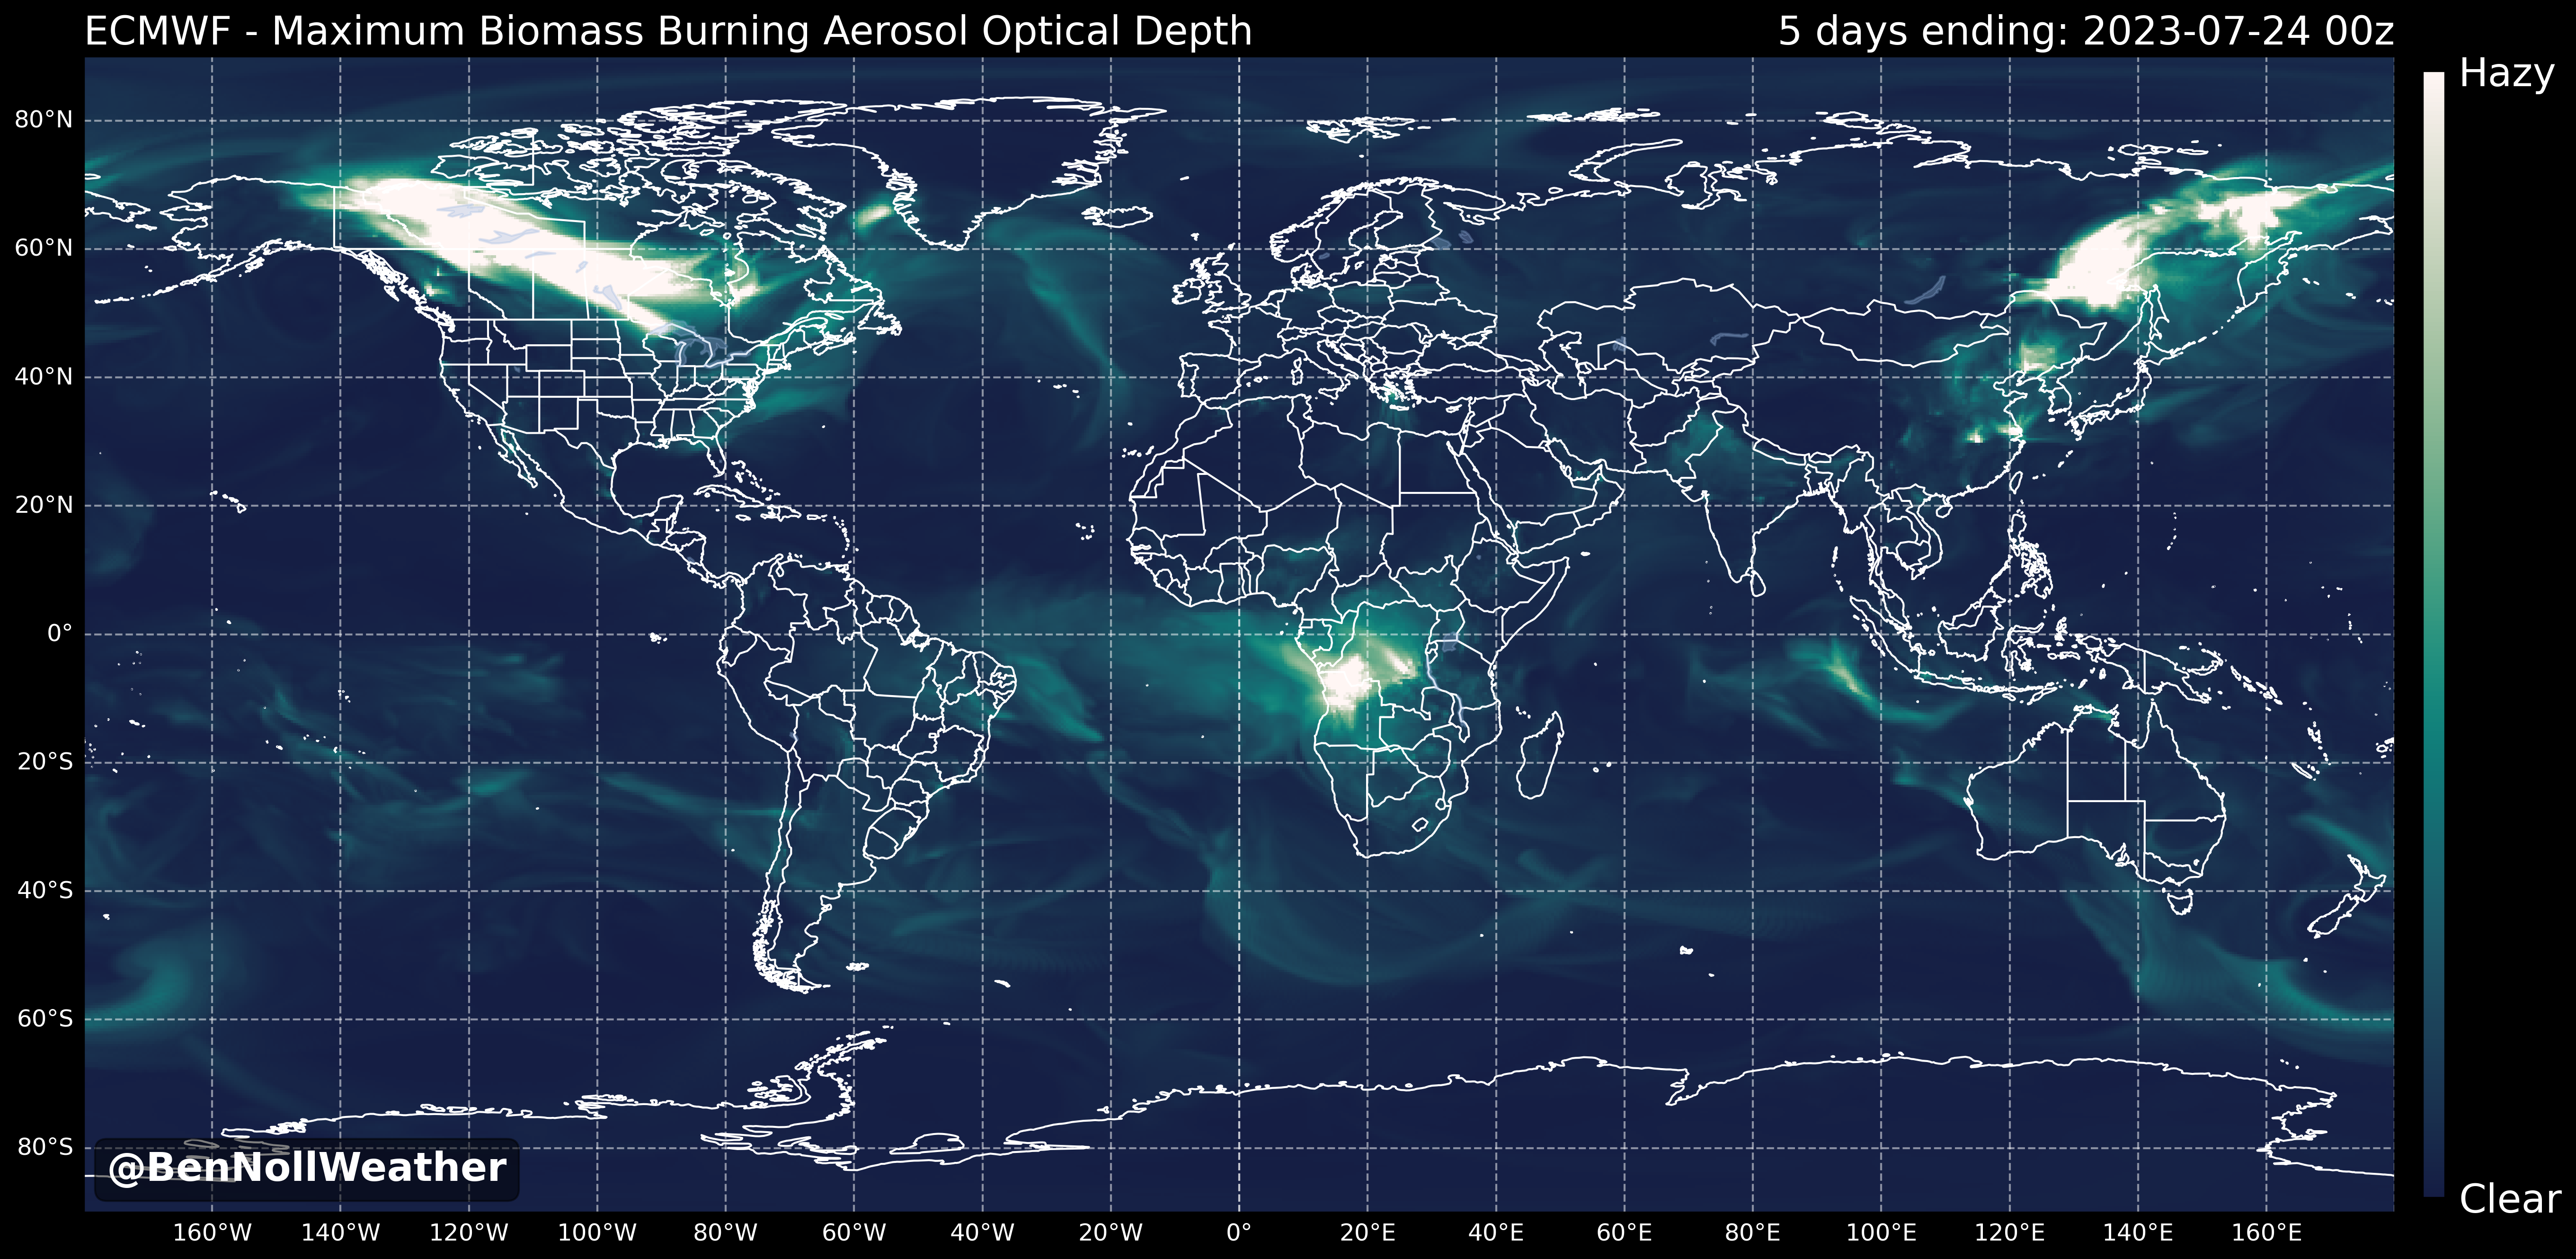 ECMWF - Maximum Biomass Burning Aerosol Optical Depth
5 days ending: 2023-07-24 00z
Hazy
80°N
60°N
40°N
20°N
0°
20°S
40°S
60°S
80°S
@BenNollWeather
Clear
160°W 140°W 120°W 100°W 80°W 60°W 40°W 20°W 0° 20°E 40°E 60°E 80°E 100°E 120°E 140°E 160°E